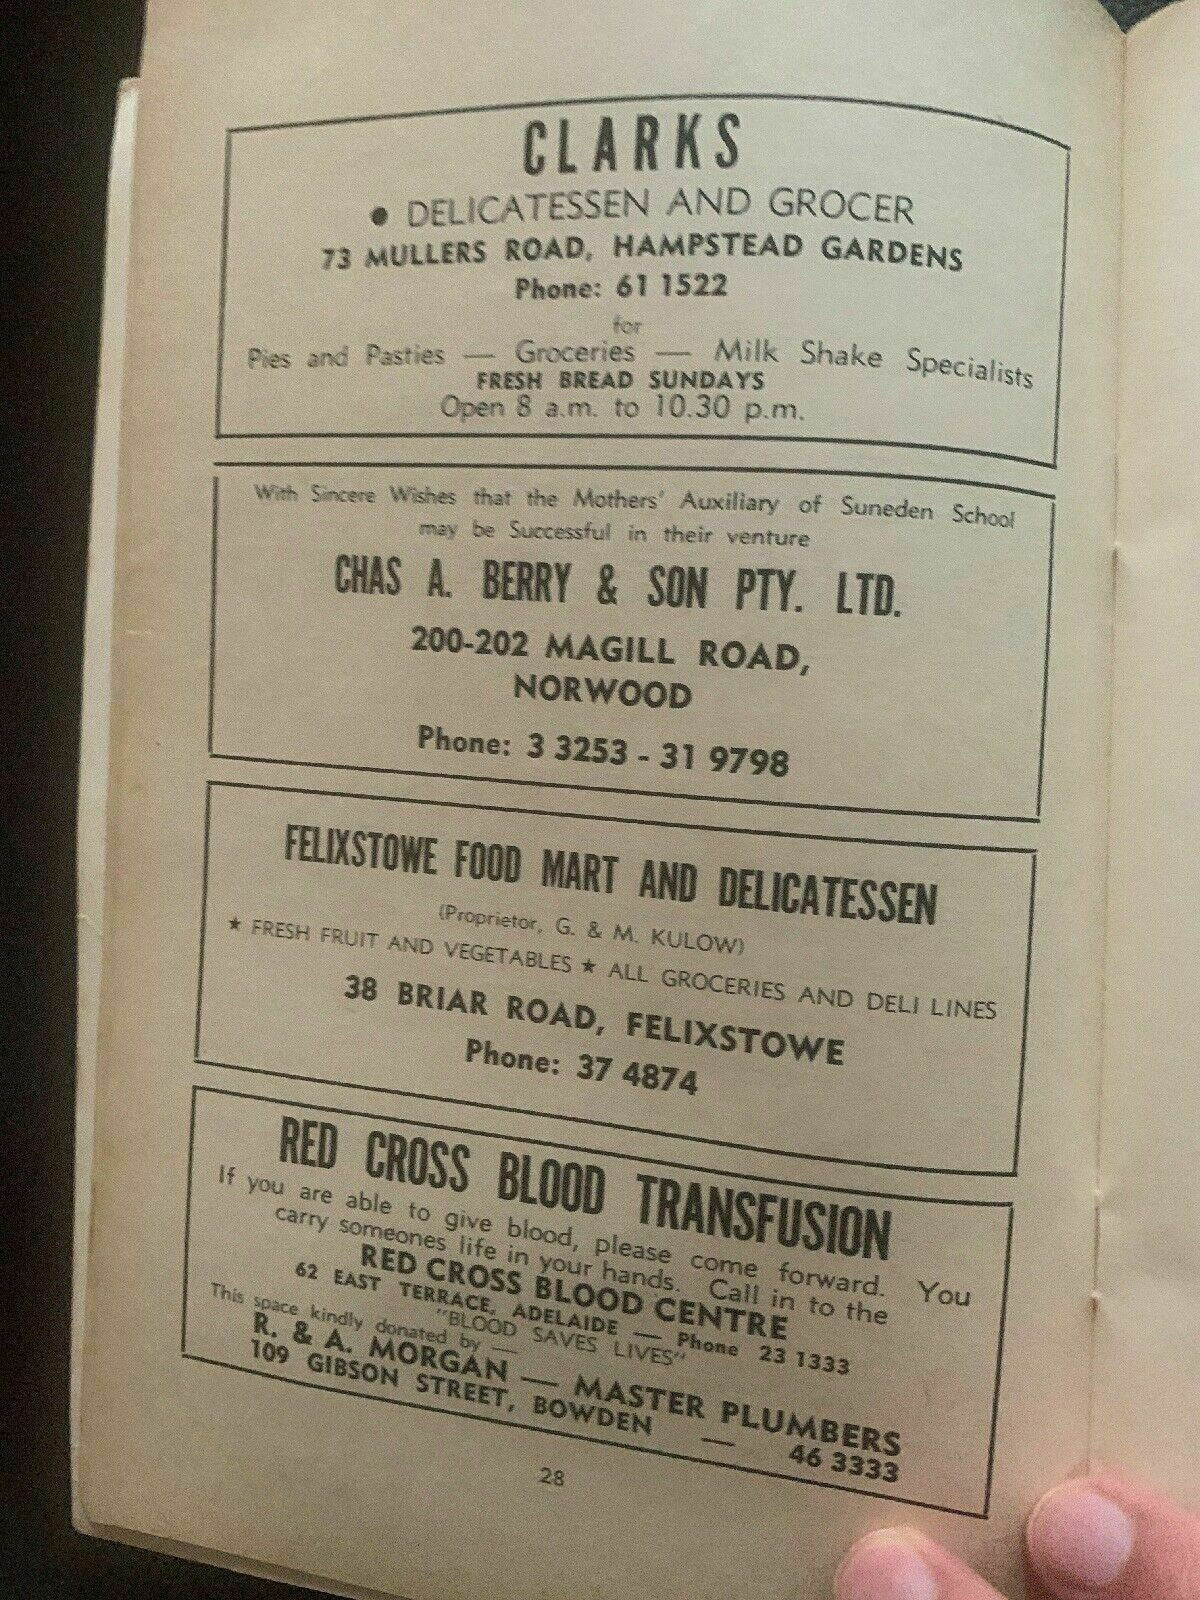 CLARKS
● DELICATESSEN AND GROCER
73 MULLERS ROAD, HAMPSTEAD GARDENS
Phone: 61 1522
for
Pies and Pasties — Groceries — Milk Shake Specialists
FRESH BREAD SUNDAYS
Open 8 a.m. to 10.30 p.m.
With Sincere Wishes that the Mothers' Auxiliary of Suneden School
may be Successful in their venture
CHAS A. BERRY & SON PTY. LTD.
200-202 MAGILL ROAD,
NORWOOD
Phone: 3 3253 - 31 9798
FELIXSTOWE FOOD MART AND DELICATESSEN
(Proprietor, G. & M. KULOW)
★ FRESH FRUIT AND VEGETABLES ★ ALL GROCERIES AND DELI LINES
38 BRIAR ROAD, FELIXSTOWE
Phone: 37 4874
RED CROSS BLOOD TRANSFUSION
If you are able to give blood, please come forward. You
carry someones life in your hands. Call in to the
RED CROSS BLOOD CENTRE
62 EAST TERRACE, ADELAIDE — Phone 23 1333
"BLOOD SAVES LIVES"
This space kindly donated by —
R. & A. MORGAN — MASTER PLUMBERS
109 GIBSON STREET, BOWDEN — 46 3333
28